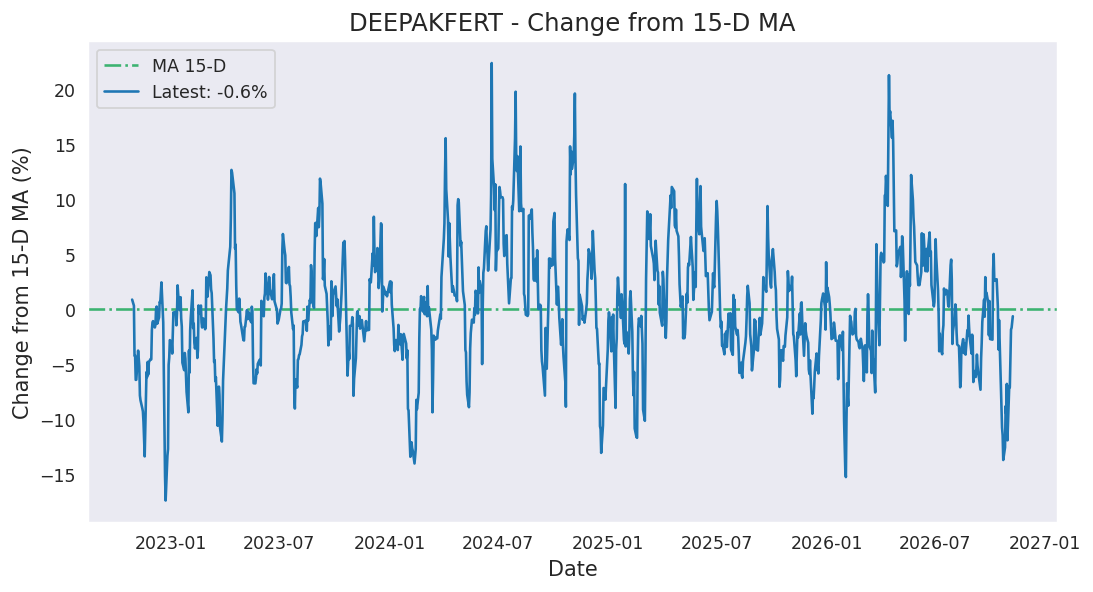 DEEPAKFERT - Change from 15-D MA
MA 15-D
Latest: -0.6%
Change from 15-D MA (%)
20
15
10
5
0
−5
−10
−15
2023-01 2023-07 2024-01 2024-07 2025-01 2025-07 2026-01 2026-07 2027-01
Date